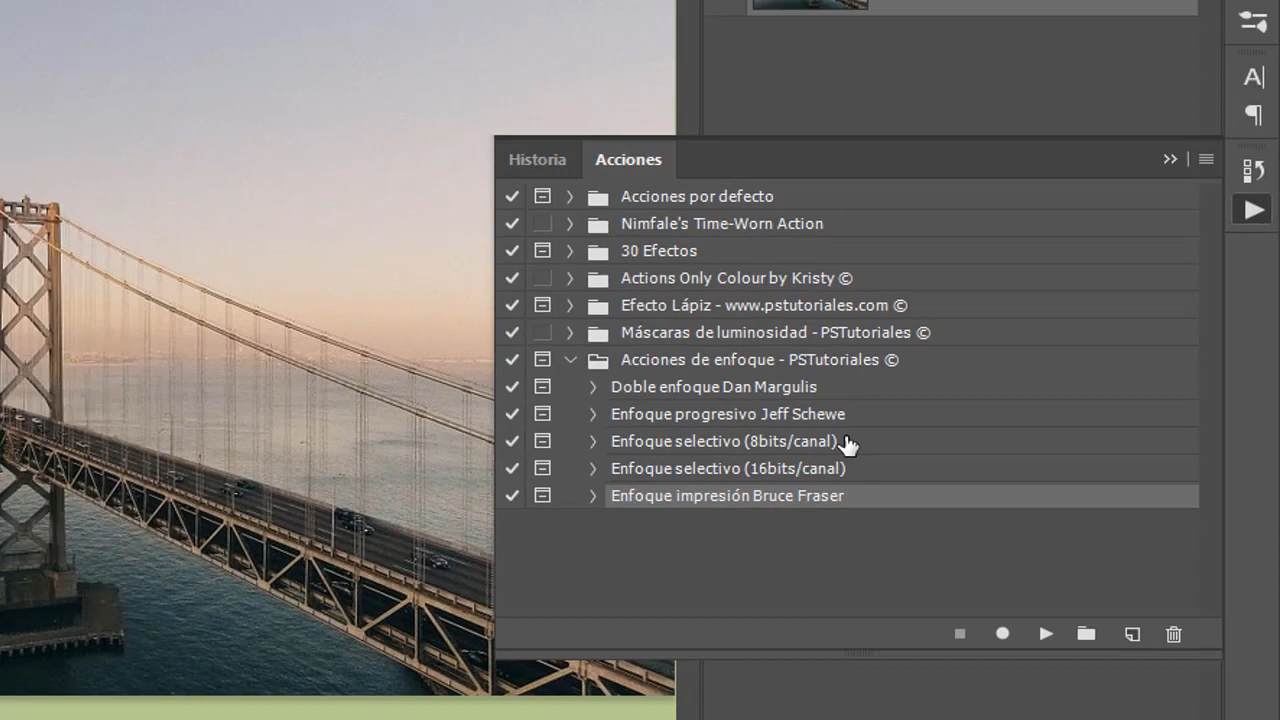 Historia
Acciones
Acciones por defecto
Nimfale's Time-Worn Action
30 Efectos
Actions Only Colour by Kristy ©
Efecto Lápiz - www.pstutoriales.com ©
Máscaras de luminosidad - PSTutoriales ©
Acciones de enfoque - PSTutoriales ©
Doble enfoque Dan Margulis
Enfoque progresivo Jeff Schewe
Enfoque selectivo (8bits/canal)
Enfoque selectivo (16bits/canal)
Enfoque impresión Bruce Fraser